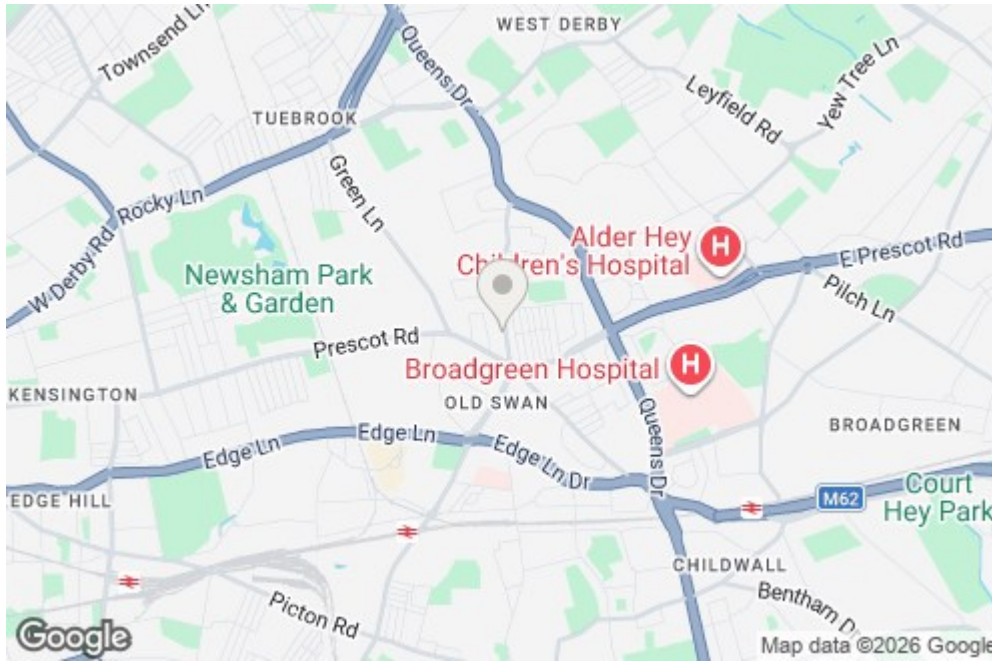 WEST DERBY
Townsend Ln
Queens Dr
Leyfield Rd
Yew Tree Ln
TUEBROOK
Green Ln
Rocky Ln
W Derby Rd
Alder Hey
Children's Hospital
H
E Prescot Rd
Newsham Park
& Garden
Pilch Ln
Prescot Rd
Broadgreen Hospital
H
KENSINGTON
OLD SWAN
Queens Dr
BROADGREEN
Edge Ln
Edge Ln
Edge Ln Dr
EDGE HILL
M62
Court
Hey Park
CHILDWALL
Picton Rd
Bentham D
Google
Map data ©2026 Google